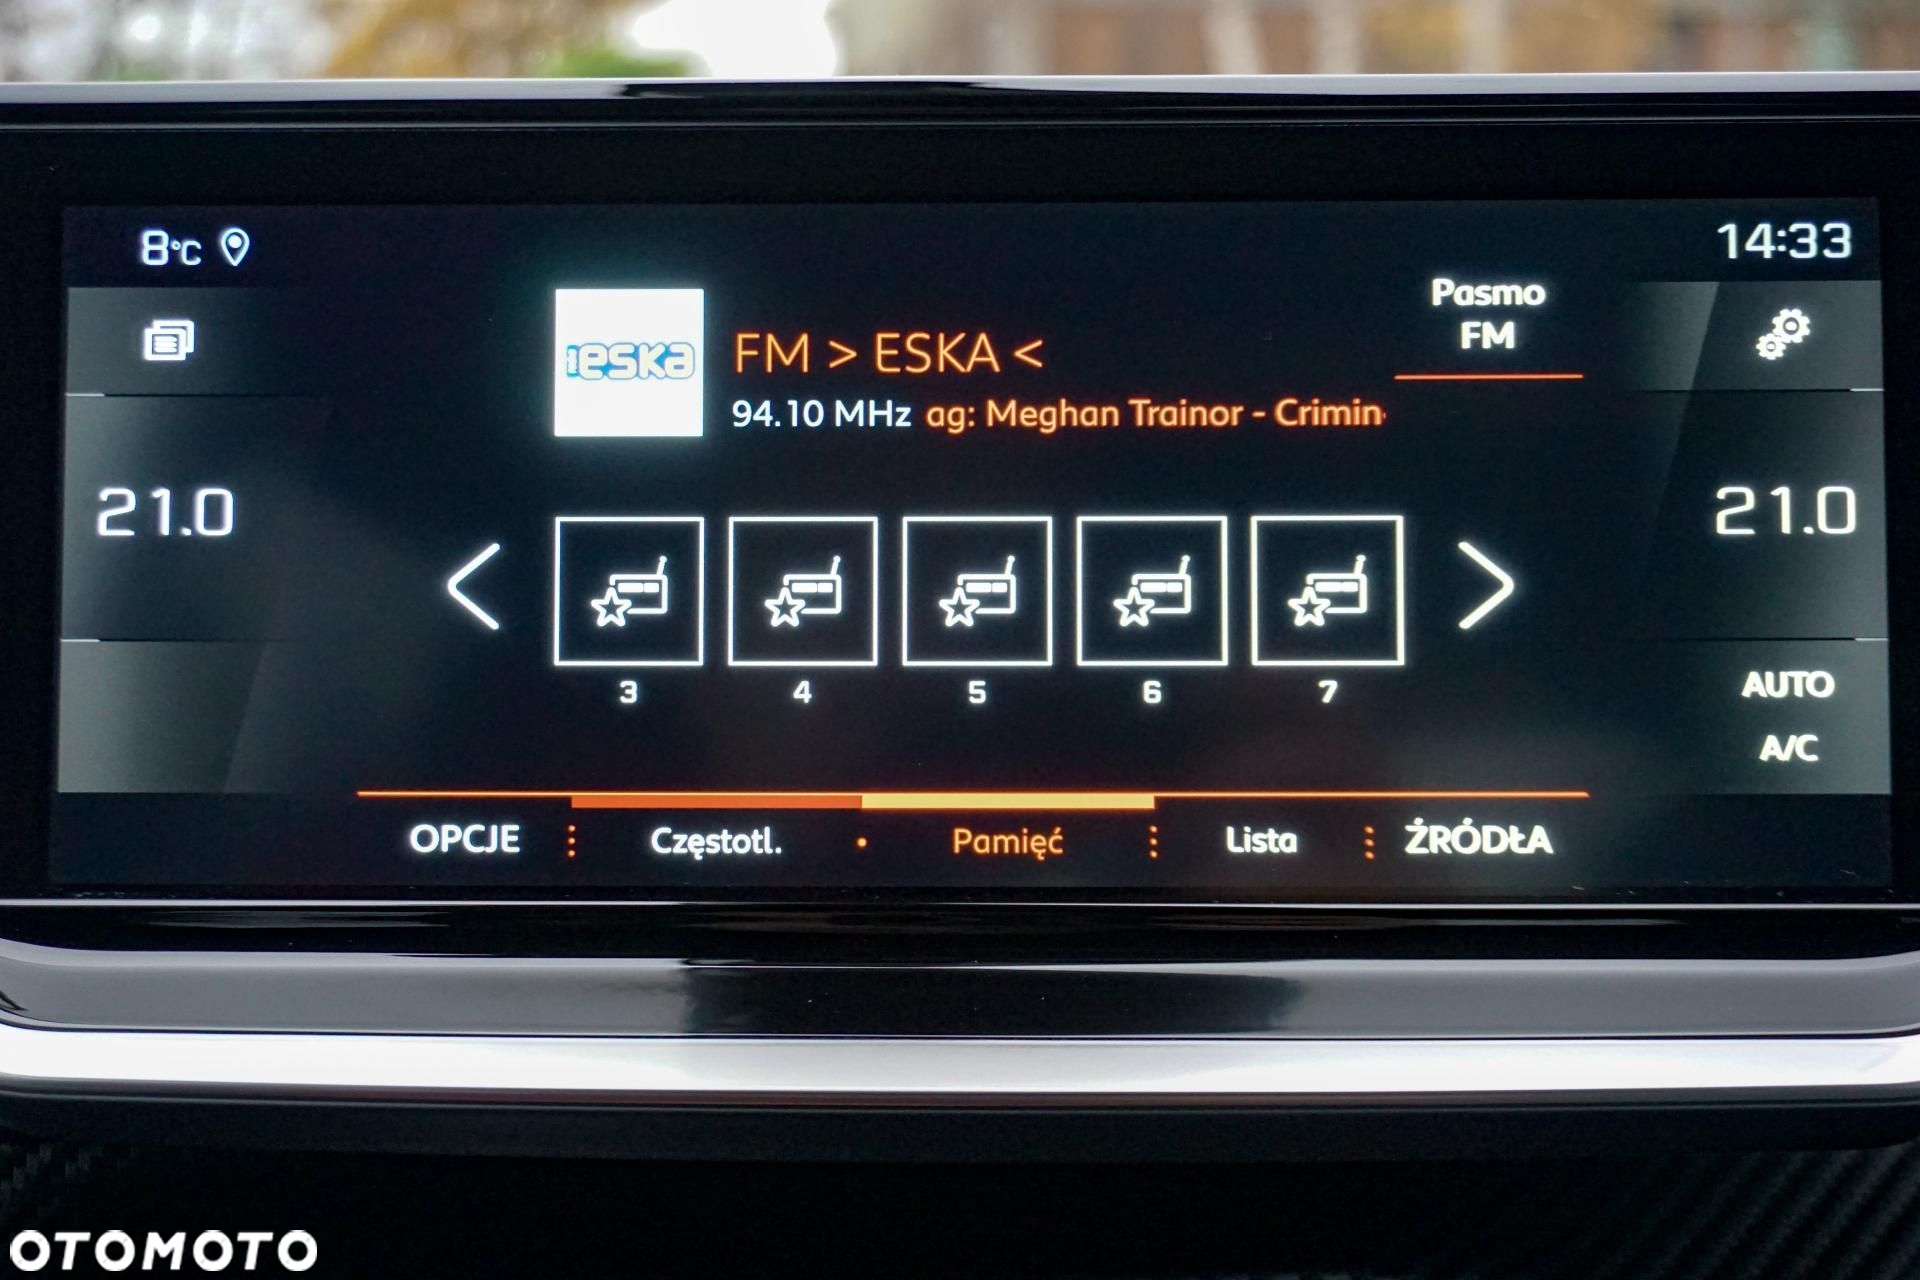 8°C
14:33
Pasmo
FM
eska
FM > ESKA <
94.10 MHz ag: Meghan Trainor - Crimin
21.0
21.0
3 4 5 6 7
AUTO
A/C
OPCJE Częstotl. Pamięć Lista ŹRÓDŁA
OTOMOTO